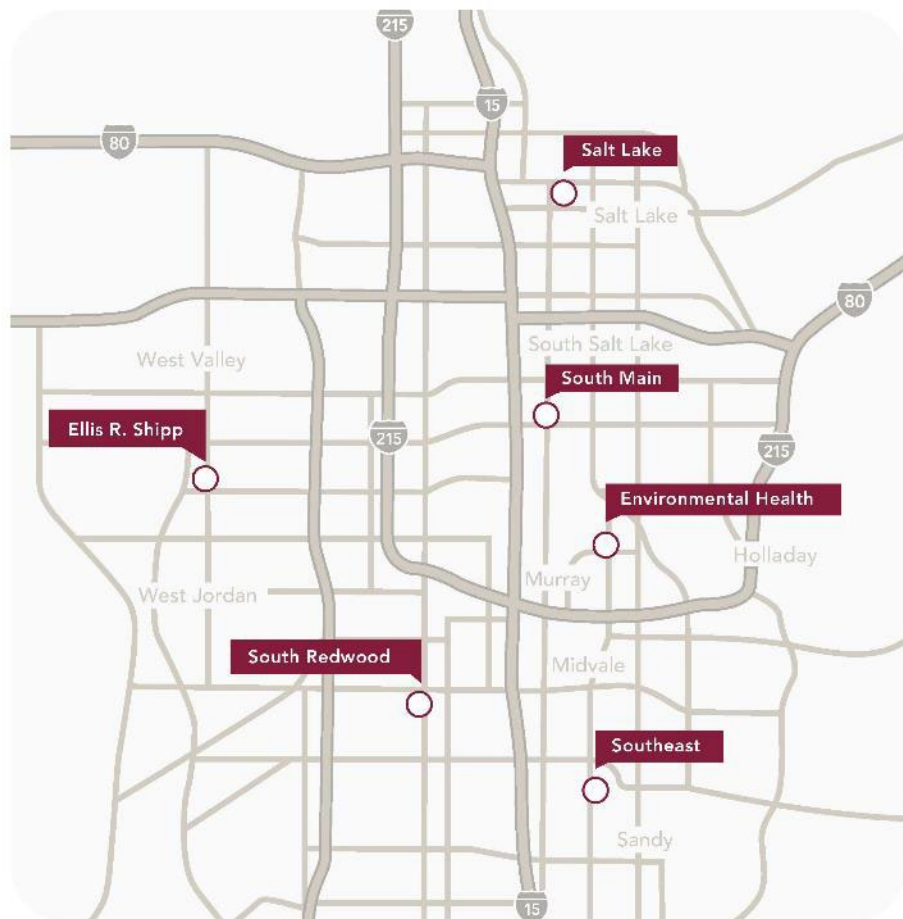 215
15
80
Salt Lake
Salt Lake
80
South Salt Lake
West Valley
South Main
Ellis R. Shipp
215
215
Environmental Health
Holladay
Murray
West Jordan
South Redwood
Midvale
Southeast
Sandy
15